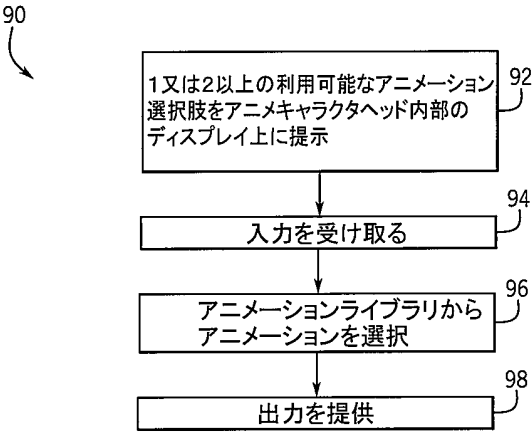 90
1又は2以上の利用可能なアニメーション
選択肢をアニメキャラクタヘッド内部の
ディスプレイ上に提示
92
入力を受け取る
94
アニメーションライブラリから
アニメーションを選択
96
出力を提供
98